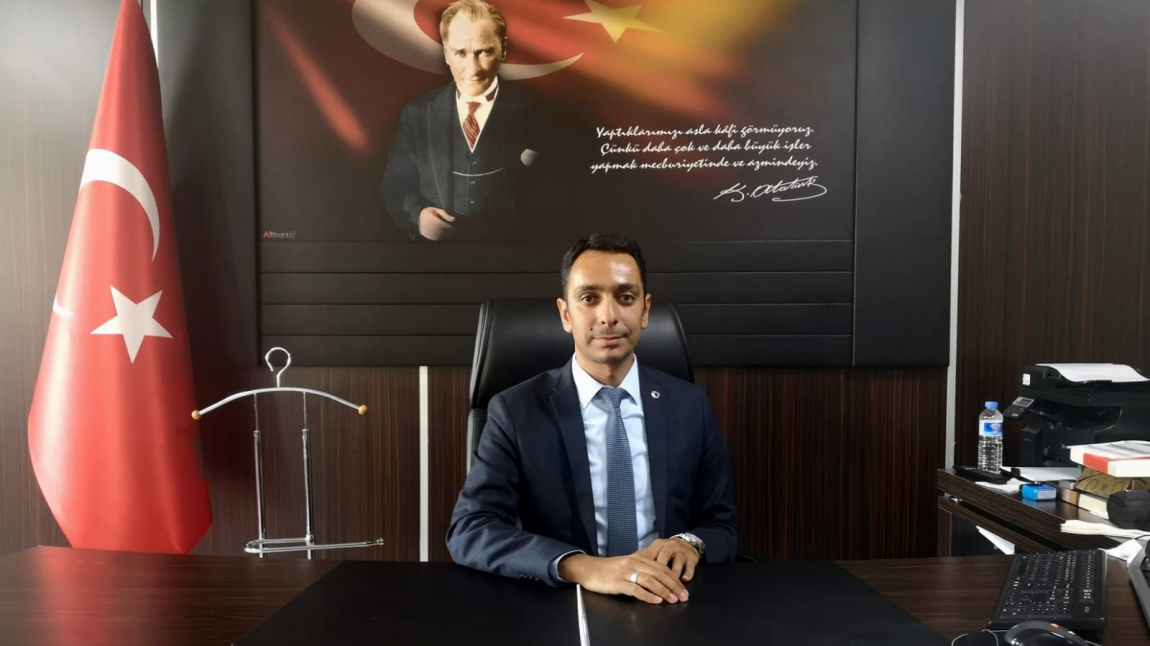 Yaptıklarımızı asla kâfi görmüyoruz.
Çünkü daha çok ve daha büyük işler
yapmak mecburiyetinde ve azmindeyiz.
K. Atatürk